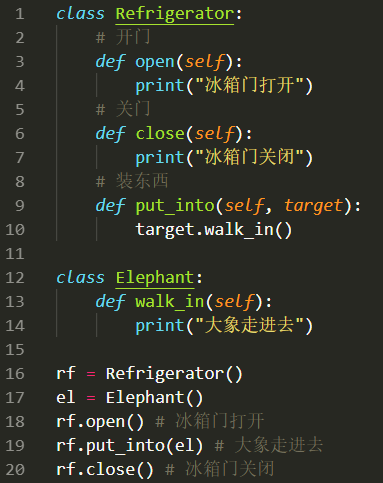 1 class Refrigerator:
2     # 开门
3     def open(self):
4         print("冰箱门打开")
5     # 关门
6     def close(self):
7         print("冰箱门关闭")
8     # 装东西
9     def put_into(self, target):
10         target.walk_in()
11
12 class Elephant:
13     def walk_in(self):
14         print("大象走进去")
15
16 rf = Refrigerator()
17 el = Elephant()
18 rf.open() # 冰箱门打开
19 rf.put_into(el) # 大象走进去
20 rf.close() # 冰箱门关闭